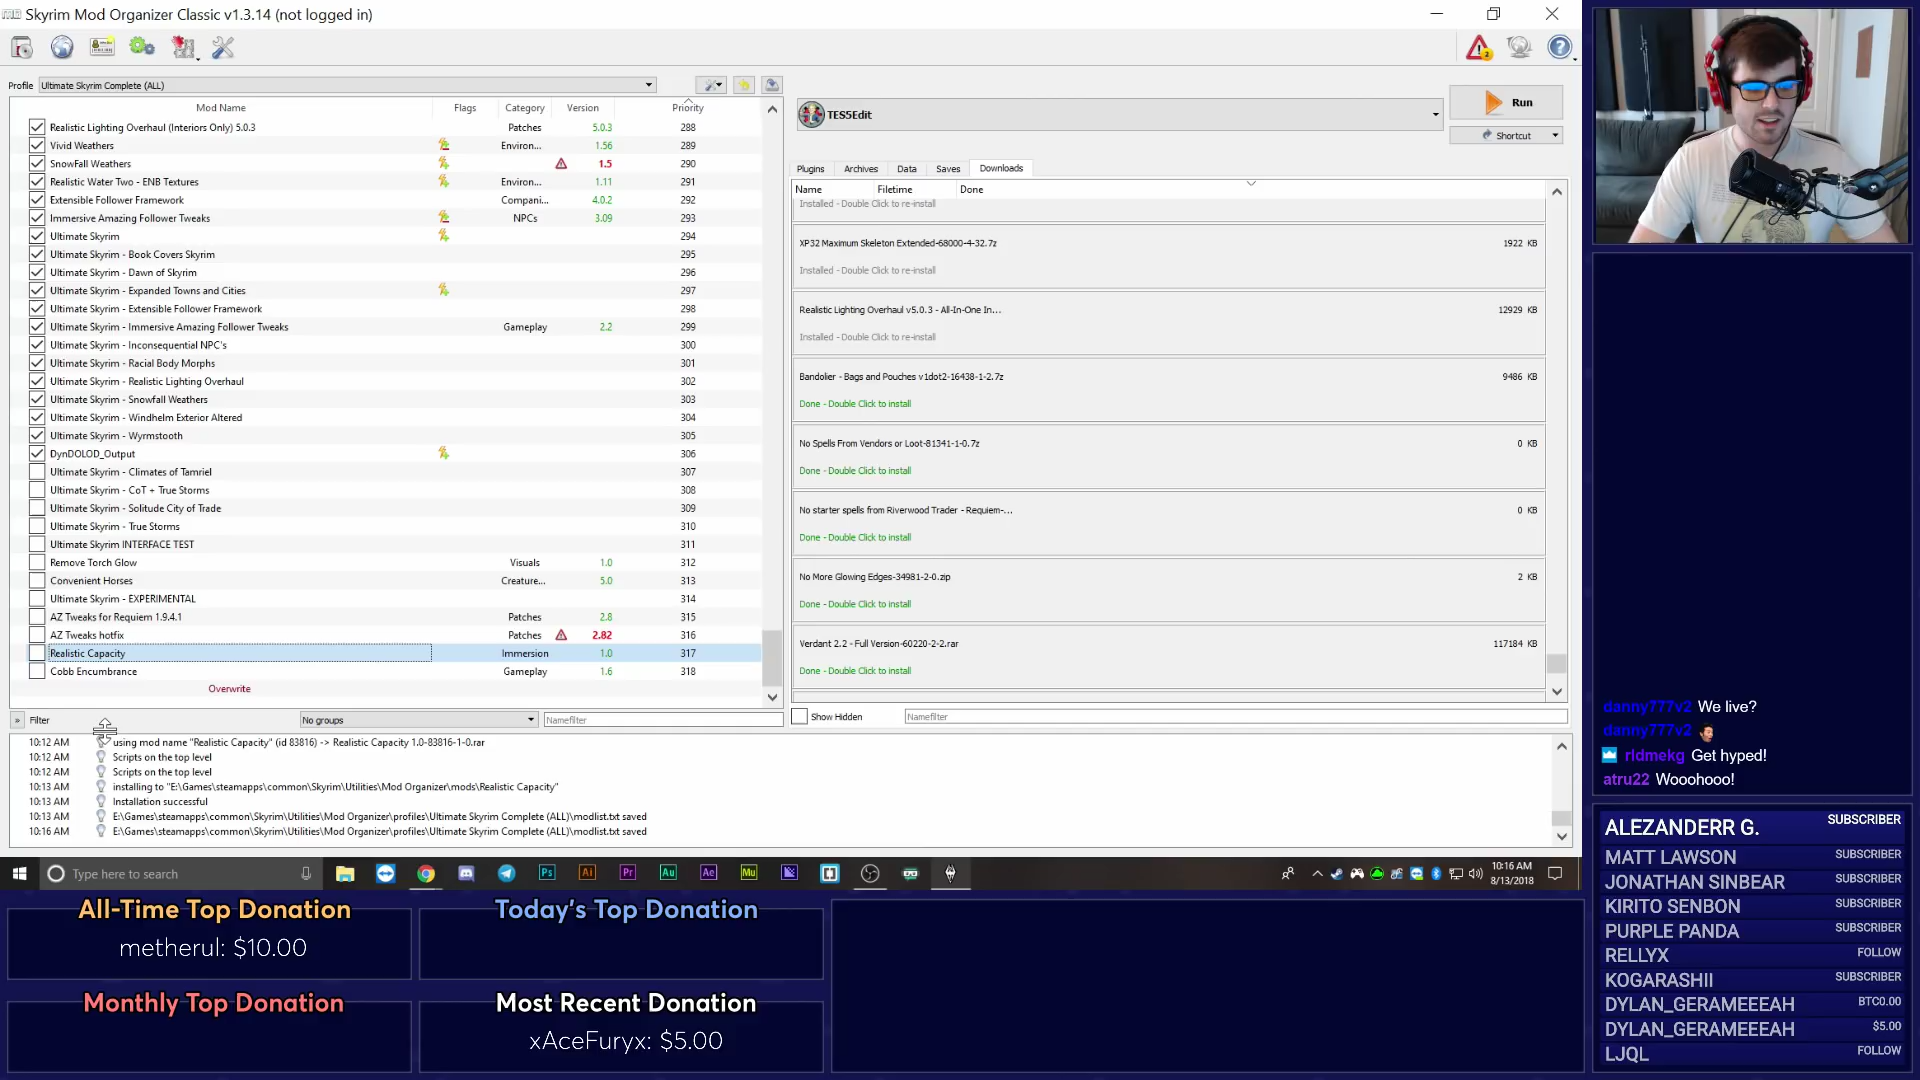 Skyrim Mod Organizer Classic v1.3.14 (not logged in)
Profile Ultimate Skyrim Complete (ALL)
Mod Name Flags Category Version Priority
Realistic Lighting Overhaul (Interiors Only) 5.0.3 Patches 5.0.3 288
Vivid Weathers Environ... 1.56 289
SnowFall Weathers 1.5 290
Realistic Water Two - ENB Textures Environ... 1.11 291
Extensible Follower Framework Compani... 4.0.2 292
Immersive Amazing Follower Tweaks NPCs 3.09 293
Ultimate Skyrim 294
Ultimate Skyrim - Book Covers Skyrim 295
Ultimate Skyrim - Dawn of Skyrim 296
Ultimate Skyrim - Expanded Towns and Cities 297
Ultimate Skyrim - Extensible Follower Framework 298
Ultimate Skyrim - Immersive Amazing Follower Tweaks Gameplay 2.2 299
Ultimate Skyrim - Inconsequential NPC's 300
Ultimate Skyrim - Racial Body Morphs 301
Ultimate Skyrim - Realistic Lighting Overhaul 302
Ultimate Skyrim - Snowfall Weathers 303
Ultimate Skyrim - Windhelm Exterior Altered 304
Ultimate Skyrim - Wyrmstooth 305
DynDOLOD_Output 306
Ultimate Skyrim - Climates of Tamriel 307
Ultimate Skyrim - CoT + True Storms 308
Ultimate Skyrim - Solitude City of Trade 309
Ultimate Skyrim - True Storms 310
Ultimate Skyrim INTERFACE TEST 311
Remove Torch Glow Visuals 1.0 312
Convenient Horses Creature... 5.0 313
Ultimate Skyrim - EXPERIMENTAL 314
AZ Tweaks for Requiem 1.9.4.1 Patches 2.8 315
AZ Tweaks hotfix Patches 2.82 316
Realistic Capacity Immersion 1.0 317
Cobb Encumbrance Gameplay 1.6 318
Overwrite
» Filter No groups Namefilter
TES5Edit
Run
Shortcut
Plugins Archives Data Saves Downloads
Name Filetime Done
Installed - Double Click to re-install
XP32 Maximum Skeleton Extended-68000-4-32.7z 1922 KB
Installed - Double Click to re-install
Realistic Lighting Overhaul v5.0.3 - All-In-One In... 12929 KB
Installed - Double Click to re-install
Bandolier - Bags and Pouches v1dot2-16438-1-2.7z 9486 KB
Done - Double Click to install
No Spells From Vendors or Loot-81341-1-0.7z 0 KB
Done - Double Click to install
No starter spells from Riverwood Trader - Requiem-... 0 KB
Done - Double Click to install
No More Glowing Edges-34981-2-0.zip 2 KB
Done - Double Click to install
Verdant 2.2 - Full Version-60220-2-2.rar 117184 KB
Done - Double Click to install
Show Hidden Namefilter
10:12 AM using mod name "Realistic Capacity" (id 83816) -> Realistic Capacity 1.0-83816-1-0.rar
10:12 AM Scripts on the top level
10:12 AM Scripts on the top level
10:13 AM installing to "E:\Games\steamapps\common\Skyrim\Utilities\Mod Organizer\mods\Realistic Capacity"
10:13 AM Installation successful
10:13 AM E:\Games\steamapps\common\Skyrim\Utilities\Mod Organizer\profiles\Ultimate Skyrim Complete (ALL)\modlist.txt saved
10:16 AM E:\Games\steamapps\common\Skyrim\Utilities\Mod Organizer\profiles\Ultimate Skyrim Complete (ALL)\modlist.txt saved
Type here to search
Ps Ai Pr Au Ae Mu
10:16 AM
8/13/2018
danny777v2 We live?
danny777v2
rldmekg Get hyped!
atru22 Wooohooo!
ALEZANDERR G. SUBSCRIBER
MATT LAWSON SUBSCRIBER
JONATHAN SINBEAR SUBSCRIBER
KIRITO SENBON SUBSCRIBER
PURPLE PANDA SUBSCRIBER
RELLYX FOLLOW
KOGARASHII SUBSCRIBER
DYLAN_GERAMEEEAH BTC0.00
DYLAN_GERAMEEEAH $5.00
LJQL FOLLOW
All-Time Top Donation
metherul: $10.00
Today's Top Donation
Monthly Top Donation
Most Recent Donation
xAceFuryx: $5.00